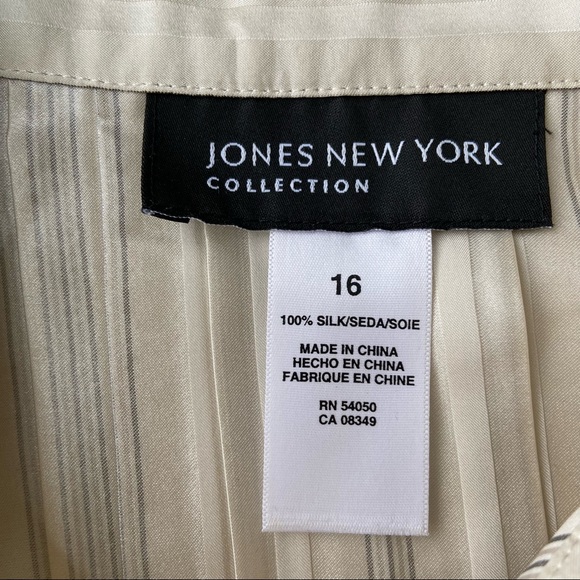 JONES NEW YORK
COLLECTION
16
100% SILK/SEDA/SOIE
MADE IN CHINA
HECHO EN CHINA
FABRIQUE EN CHINE
RN 54050
CA 08349